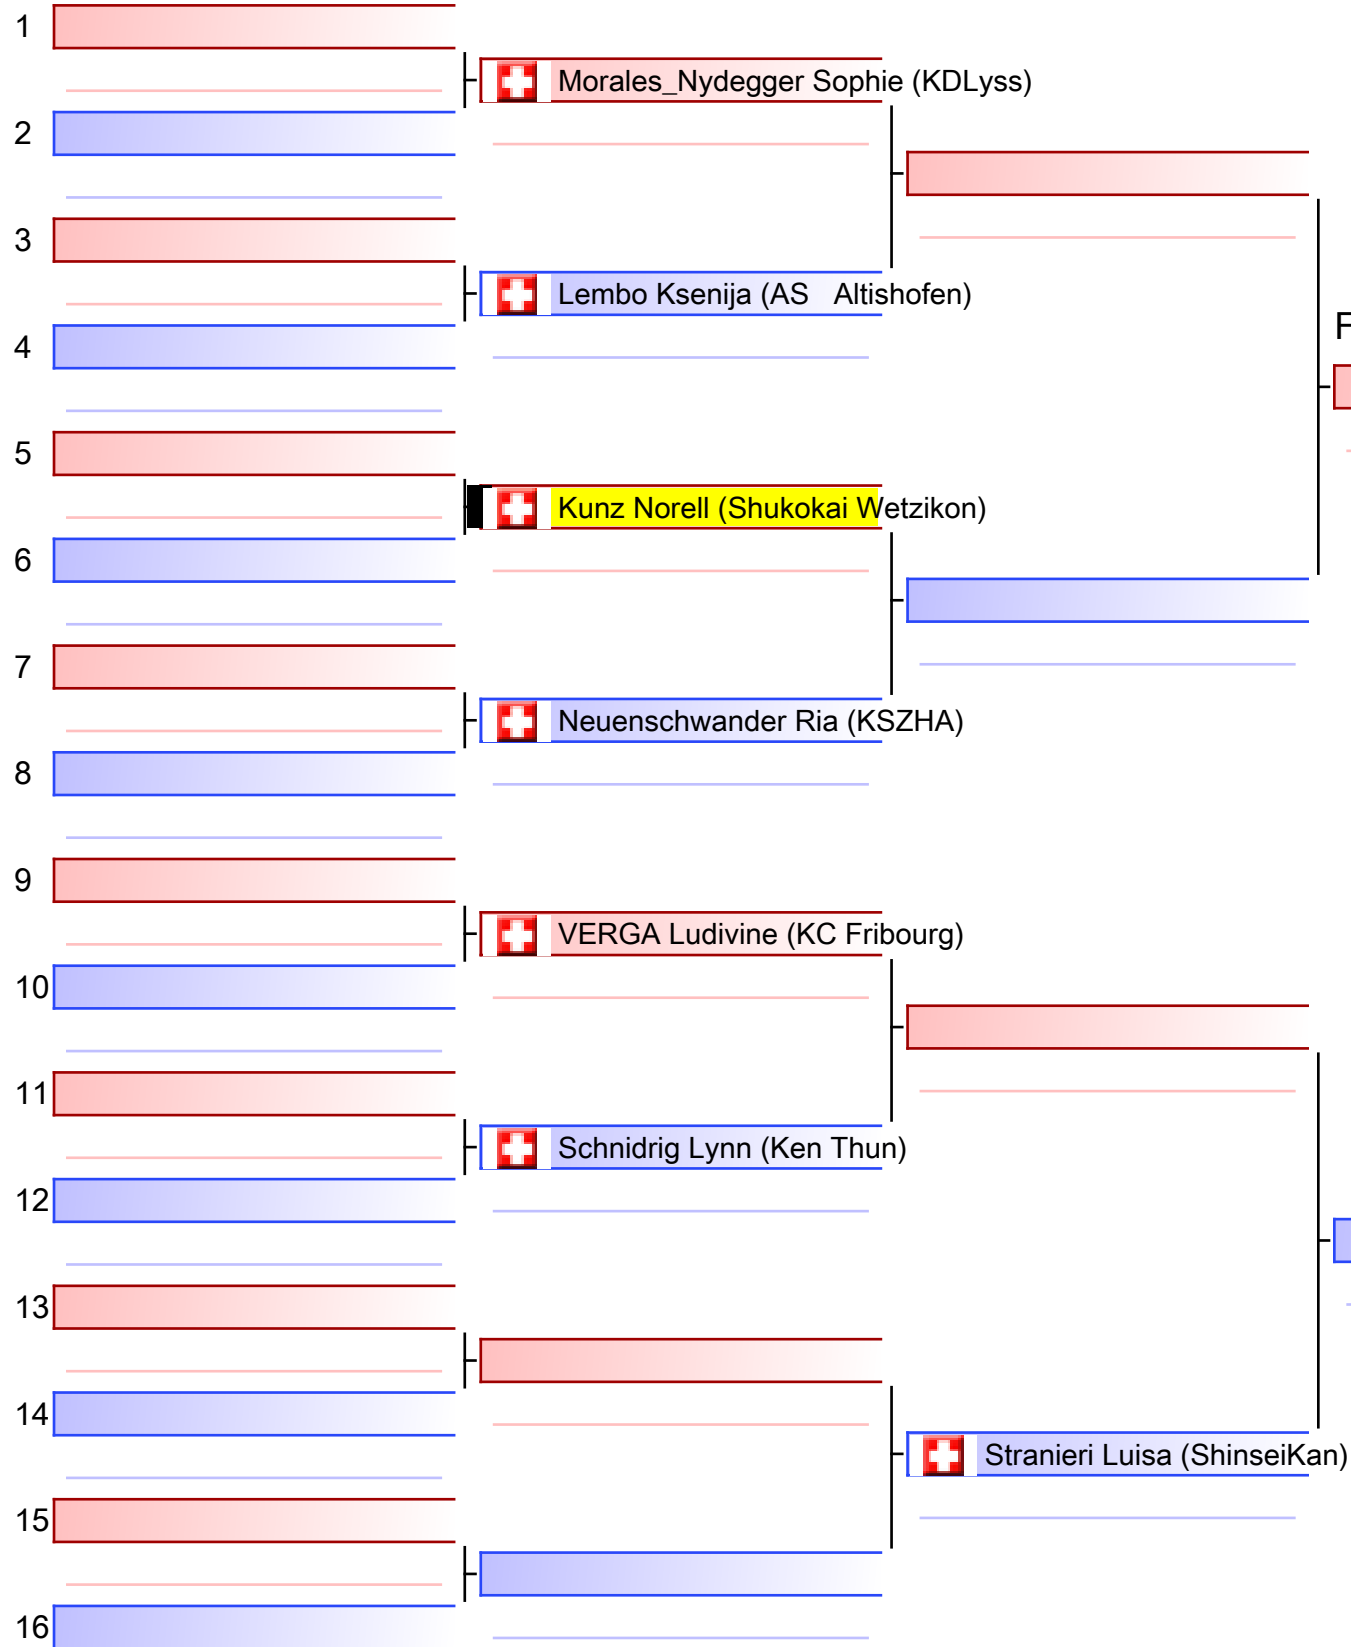 1
Morales_Nydegger Sophie (KDLyss)
2
3
Lembo Ksenija (AS   Altishofen)
4
F
5
Kunz Norell (Shukokai Wetzikon)
6
7
Neuenschwander Ria (KSZHA)
8
9
VERGA Ludivine (KC Fribourg)
10
11
Schnidrig Lynn (Ken Thun)
12
13
14
Stranieri Luisa (ShinseiKan)
15
16